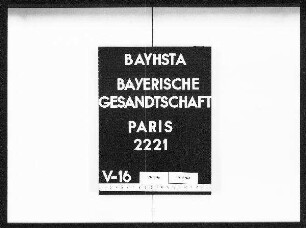 BAYHSTA
BAYERISCHE
GESANDTSCHAFT
PARIS
2221
V-16